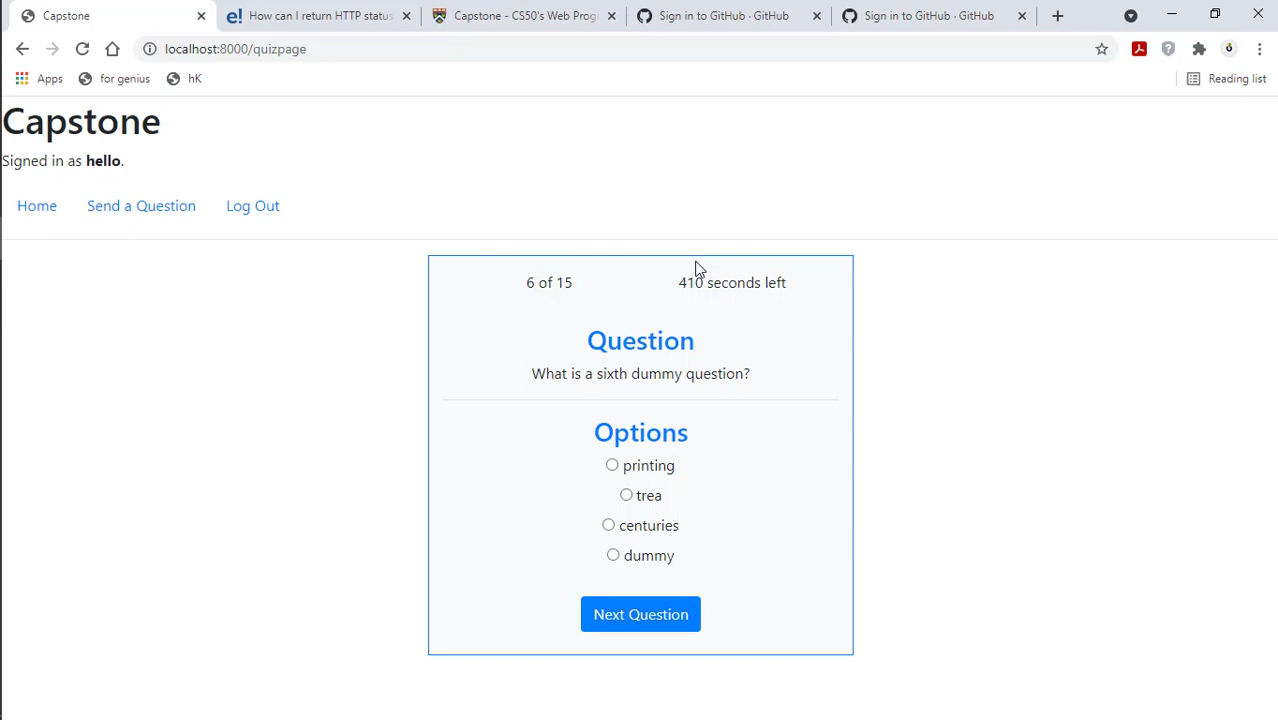 Capstone
How can I return HTTP status
Capstone - CS50's Web Prog
Sign in to GitHub · GitHub
Sign in to GitHub · GitHub
localhost:8000/quizpage
Apps
for genius
hK
Reading list
Capstone
Signed in as hello.
Home
Send a Question
Log Out
6 of 15
410 seconds left
Question
What is a sixth dummy question?
Options
printing
trea
centuries
dummy
Next Question